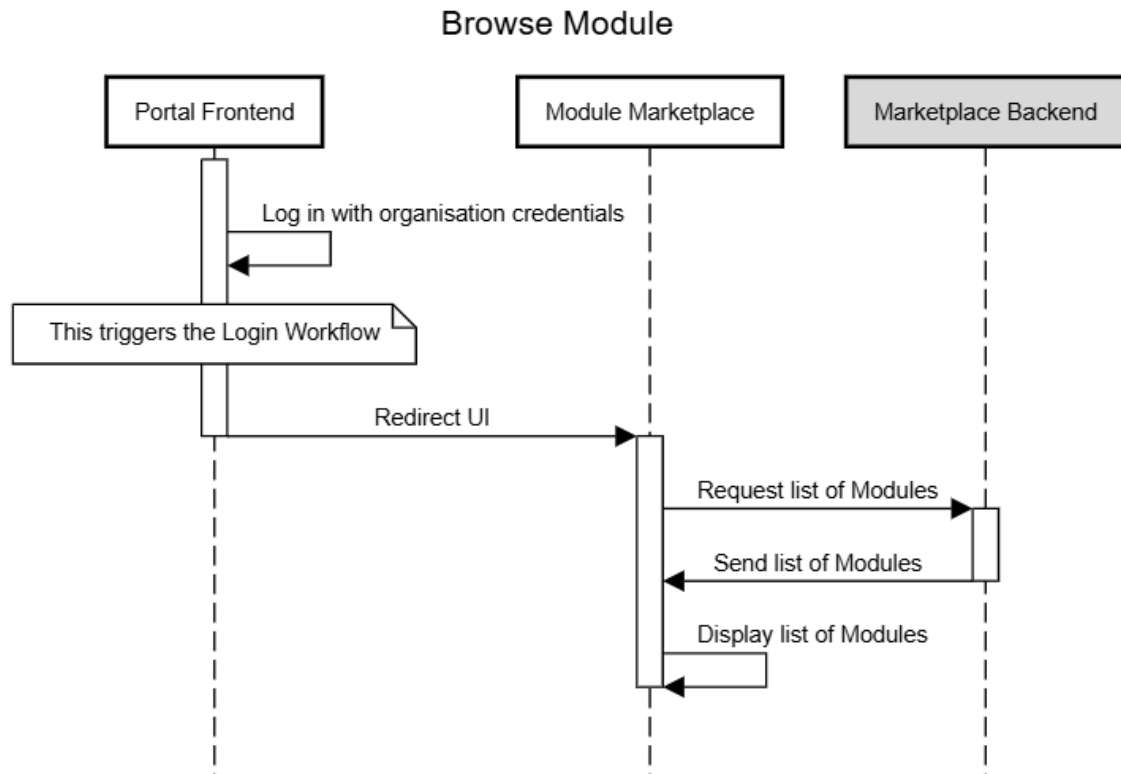 Browse Module
Portal Frontend
Module Marketplace
Marketplace Backend
Log in with organisation credentials
This triggers the Login Workflow
Redirect UI
Request list of Modules
Send list of Modules
Display list of Modules